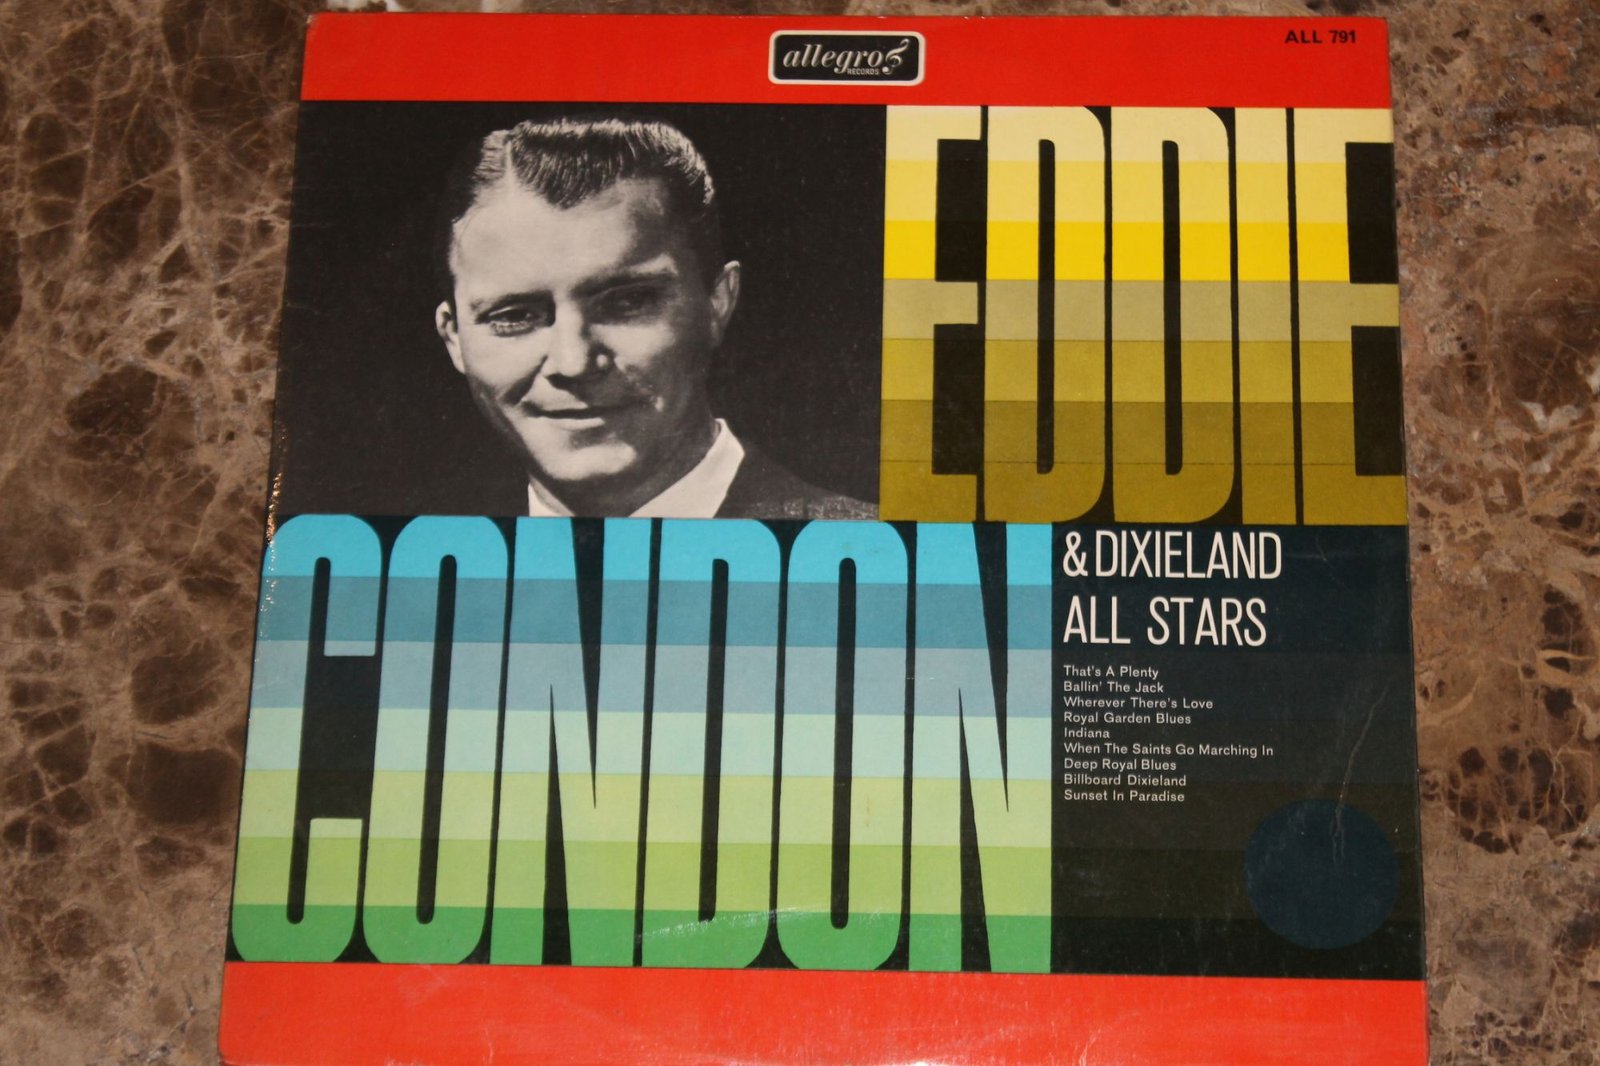 allegro
RECORDS
ALL 791
EDDIE
CONDON
& DIXIELAND
ALL STARS
That's A Plenty
Ballin' The Jack
Wherever There's Love
Royal Garden Blues
Indiana
When The Saints Go Marching In
Deep Royal Blues
Billboard Dixieland
Sunset In Paradise